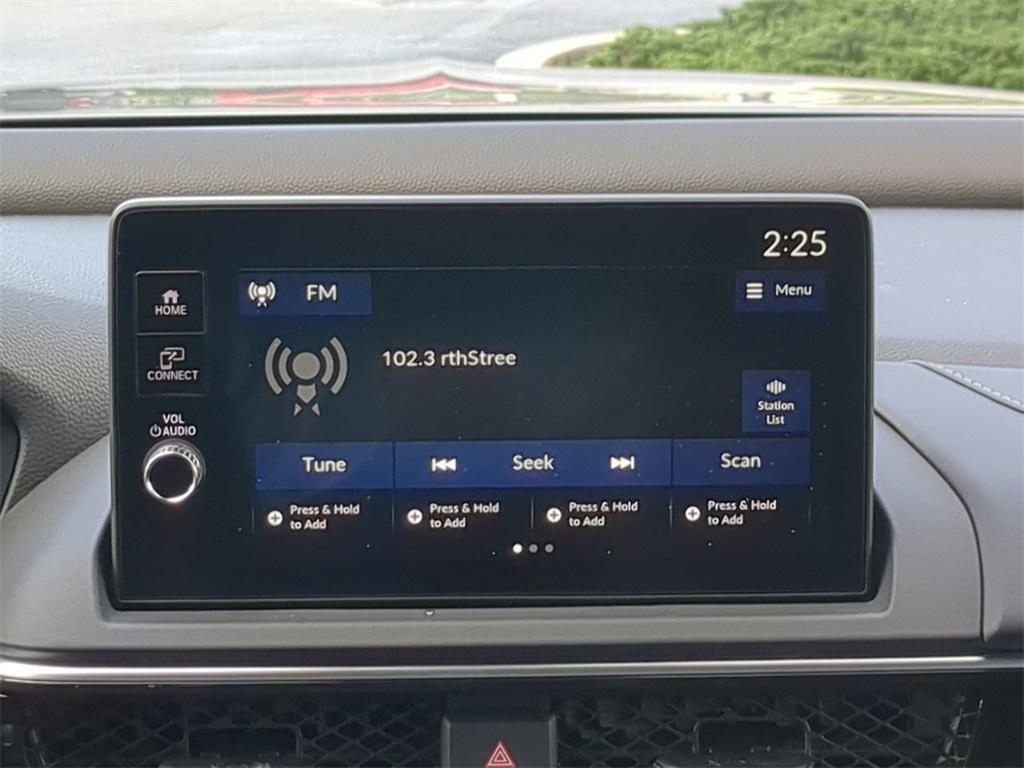 2:25
HOME
FM
Menu
CONNECT
102.3 rthStree
Station
List
VOL
AUDIO
Tune
Seek
Scan
Press & Hold
to Add
Press & Hold
to Add
Press & Hold
to Add
Press & Hold
to Add